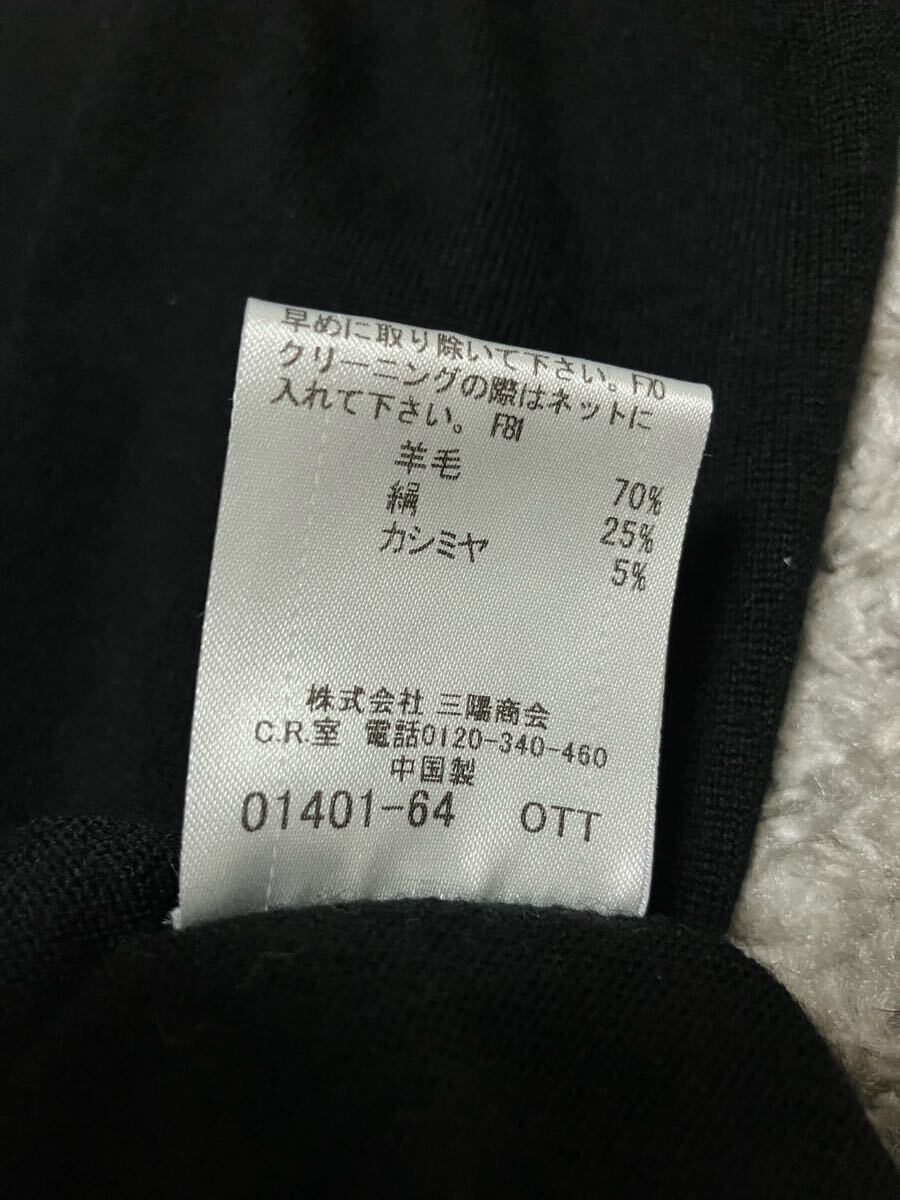 早めに取り除いて下さい。F70
クリーニングの際はネットに
入れて下さい。F81
羊毛 70%
絹 25%
カシミヤ 5%
株式会社 三陽商会
C.R.室 電話0120-340-460
中国製
01401-64 OTT